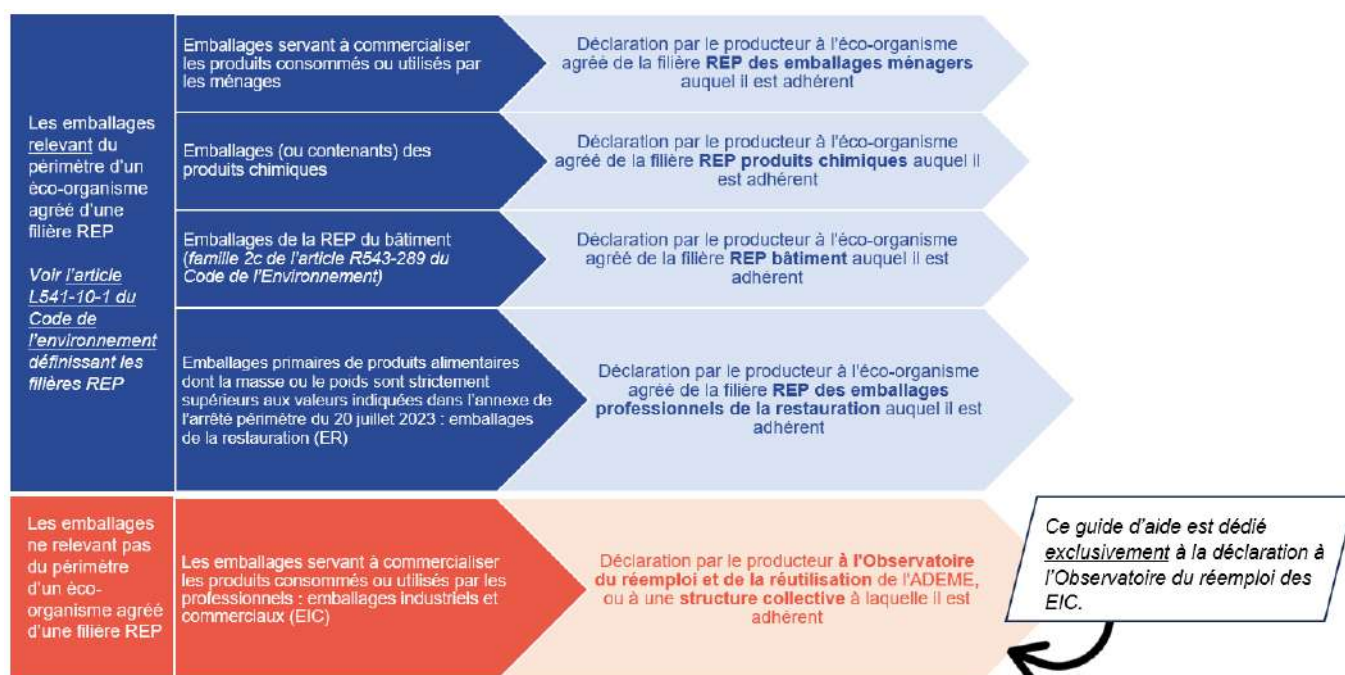 Les emballages
relevant du
périmètre d'un
éco-organisme
agréé d'une
filière REP
Voir l'article
L541-10-1 du
Code de
l'environnement
définissant les
filières REP
Emballages servant à commercialiser
les produits consommés ou utilisés par
les ménages
Déclaration par le producteur à l'éco-organisme
agréé de la filière REP des emballages ménagers
auquel il est adhérent
Emballages (ou contenants) des
produits chimiques
Déclaration par le producteur à l'éco-organisme
agréé de la filière REP produits chimiques auquel il
est adhérent
Emballages de la REP du bâtiment
(famille 2c de l'article R543-289 du
Code de l'Environnement)
Déclaration par le producteur à l'éco-organisme
agréé de la filière REP bâtiment auquel il est
adhérent
Emballages primaires de produits alimentaires
dont la masse ou le poids sont strictement
supérieurs aux valeurs indiquées dans l'annexe de
l'arrêté périmètre du 20 juillet 2023 : emballages
de la restauration (ER)
Déclaration par le producteur à l'éco-organisme
agréé de la filière REP des emballages
professionnels de la restauration auquel il est
adhérent
Les emballages
ne relevant pas
du périmètre
d'un éco-
organisme agréé
d'une filière REP
Les emballages servant à commercialiser
les produits consommés ou utilisés par les
professionnels : emballages industriels et
commerciaux (EIC)
Déclaration par le producteur à l'Observatoire
du réemploi et de la réutilisation de l'ADEME,
ou à une structure collective à laquelle il est
adhérent
Ce guide d'aide est dédié
exclusivement à la déclaration à
l'Observatoire du réemploi des
EIC.